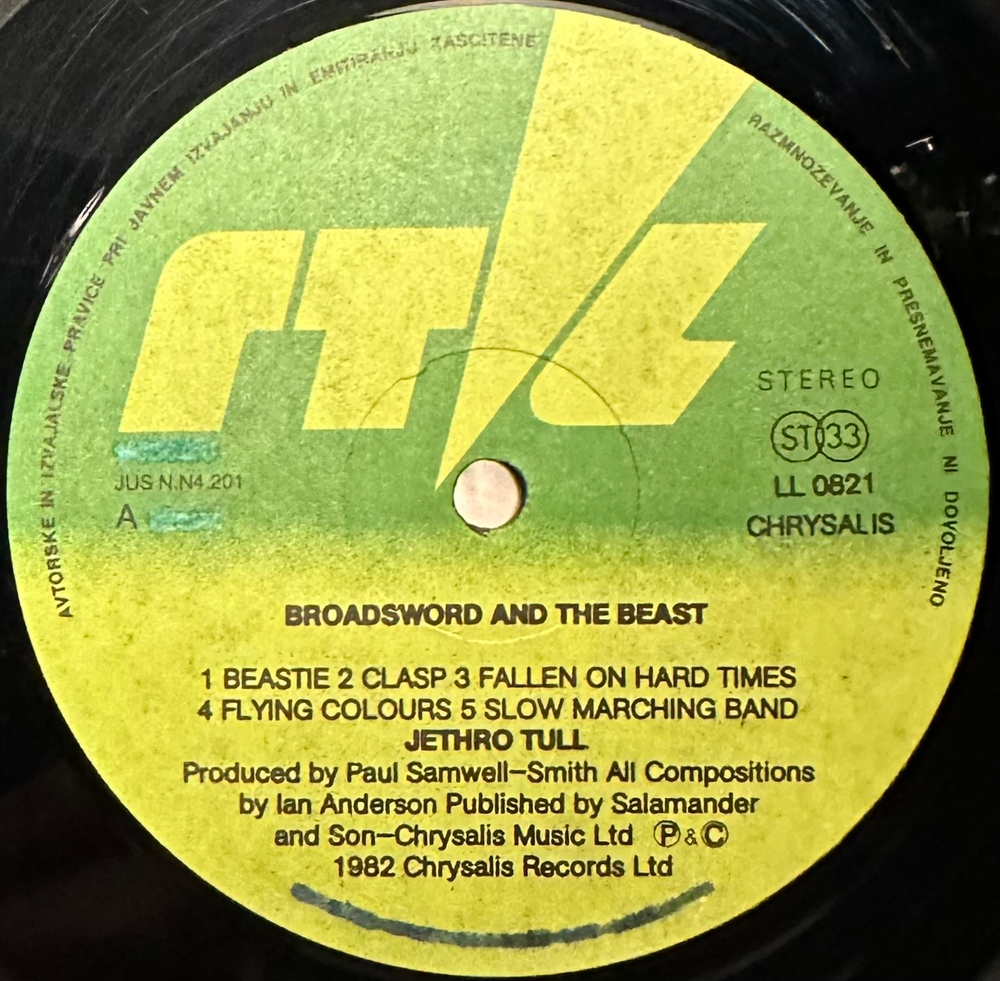 AVTORSKE IN IZVAJALSKE PRAVICE PRI JAVNEM IZVAJANJU IN EMITIRANJU ZASCITENE
RAZMNOZEVANJE IN PRESNEMAVANJE NI DOVOLJENO
RTL
STEREO
ST 33
LL 0821
CHRYSALIS
JUS N.N4.201
A
BROADSWORD AND THE BEAST
1 BEASTIE 2 CLASP 3 FALLEN ON HARD TIMES
4 FLYING COLOURS 5 SLOW MARCHING BAND
JETHRO TULL
Produced by Paul Samwell-Smith All Compositions
by Ian Anderson Published by Salamander
and Son-Chrysalis Music Ltd Ⓟ & Ⓒ
1982 Chrysalis Records Ltd